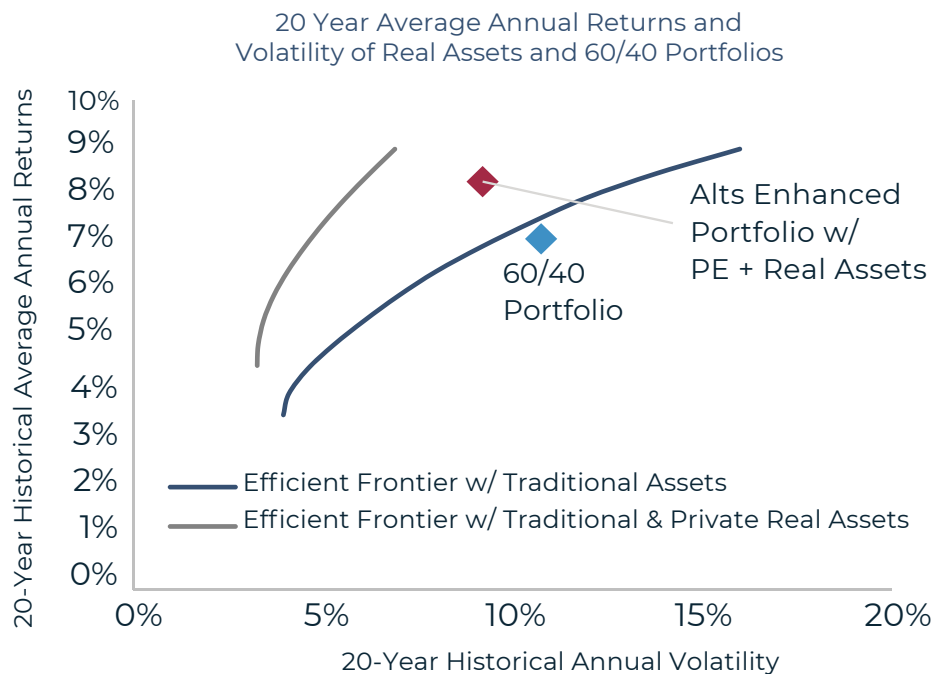 20 Year Average Annual Returns and
Volatility of Real Assets and 60/40 Portfolios
20-Year Historical Average Annual Returns
10%
9%
8%
7%
6%
5%
4%
3%
2%
1%
0%
Alts Enhanced
Portfolio w/
PE + Real Assets
60/40
Portfolio
Efficient Frontier w/ Traditional Assets
Efficient Frontier w/ Traditional & Private Real Assets
0%
5%
10%
15%
20%
20-Year Historical Annual Volatility